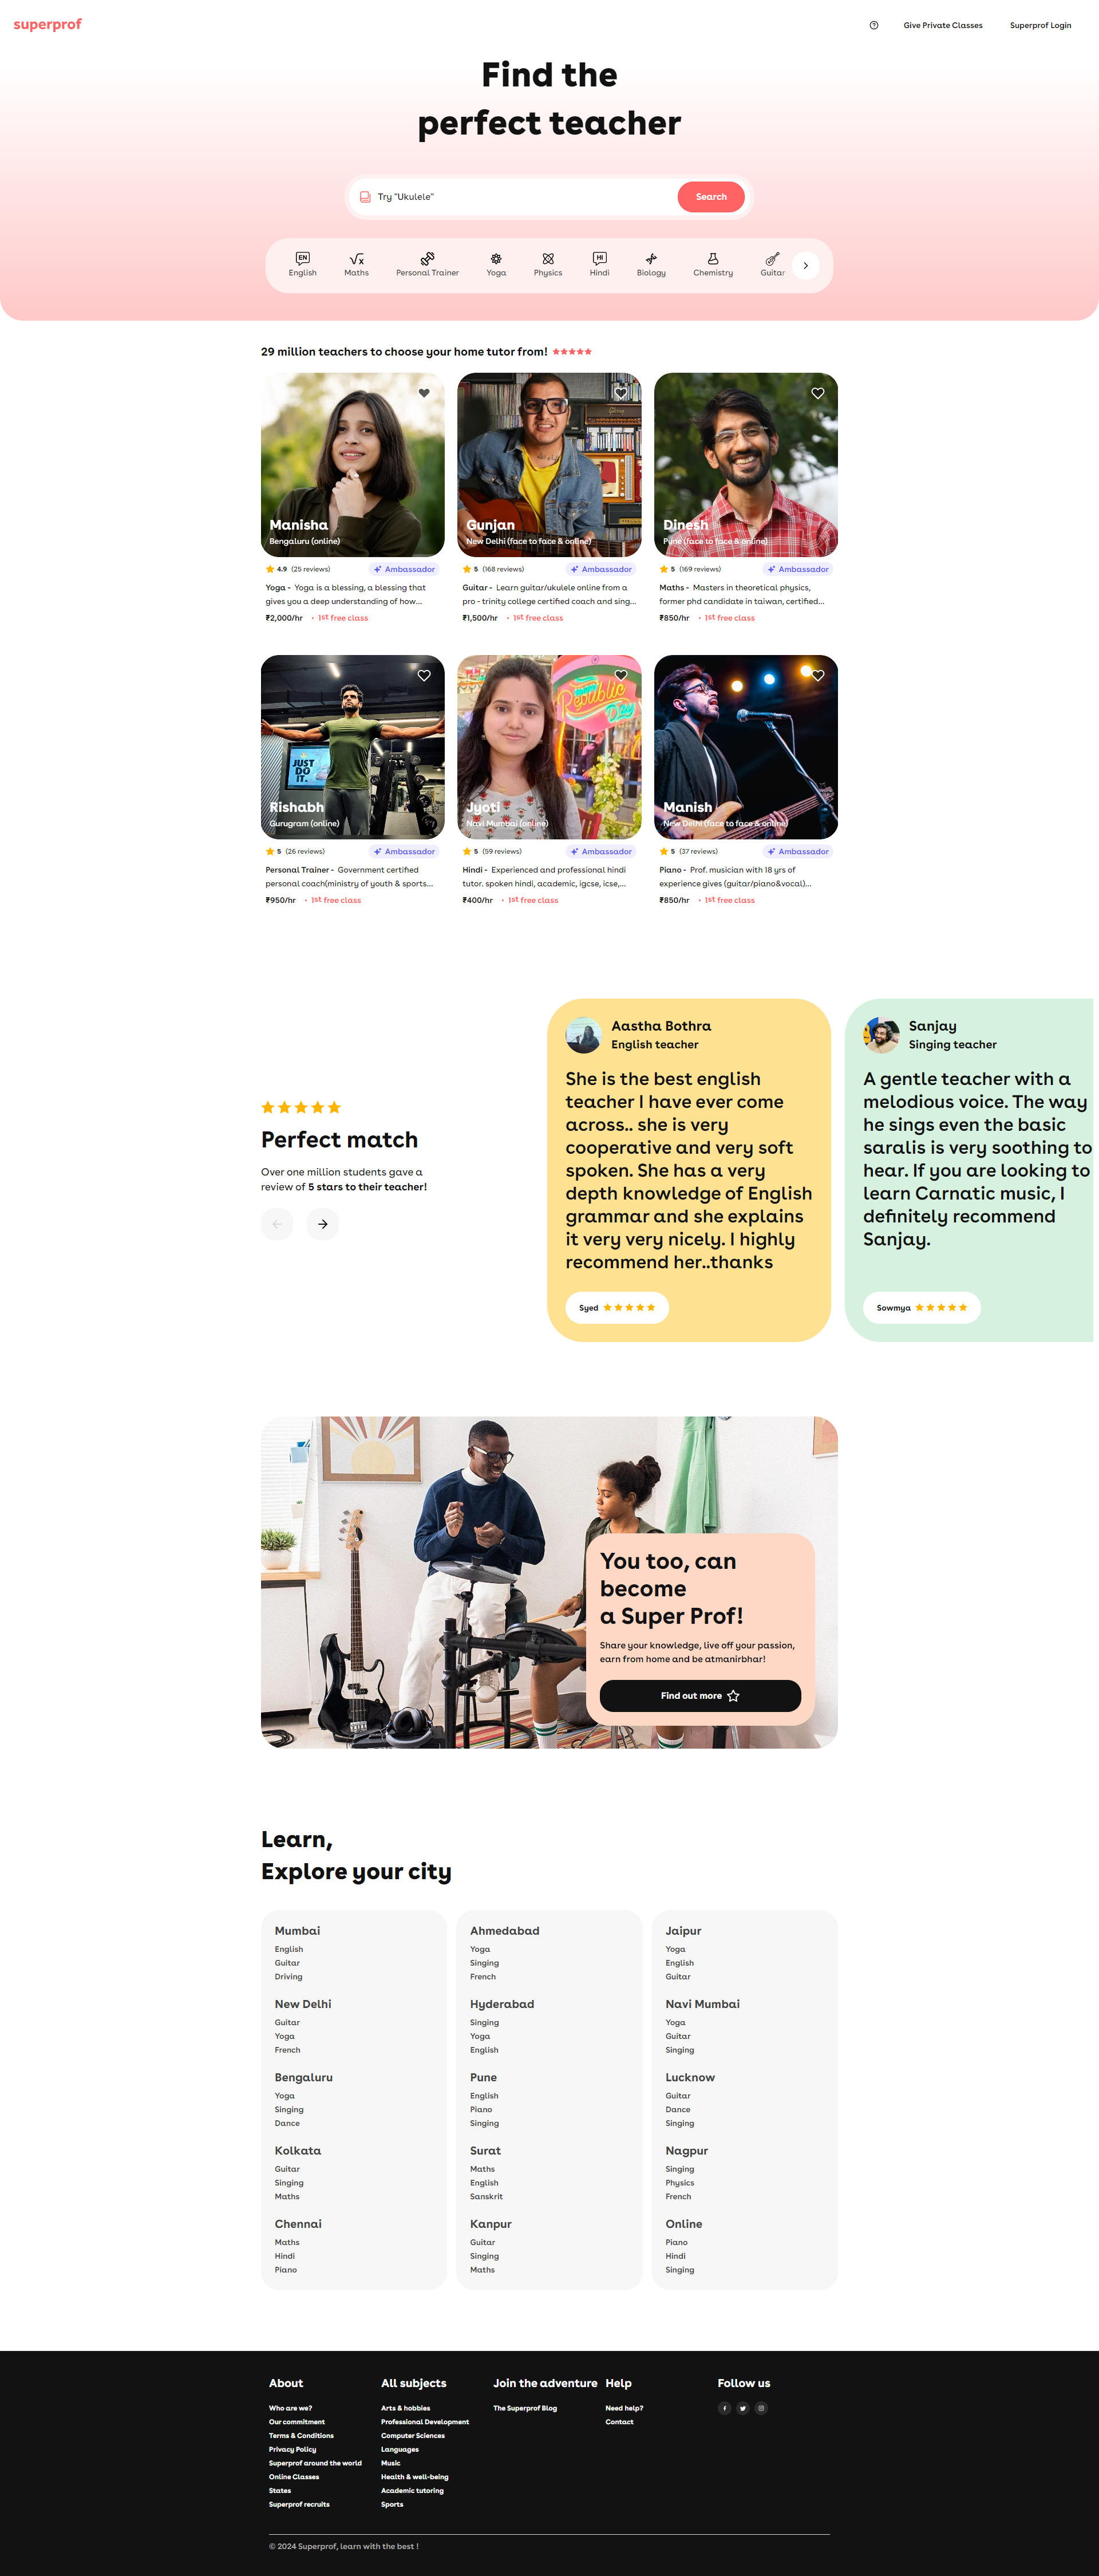 superprof
Give Private Classes
Superprof Login
Find the
perfect teacher
Try "Ukulele"
Search
EN
English
Maths
Personal Trainer
Yoga
Physics
HI
Hindi
Biology
Chemistry
Guitar
29 million teachers to choose your home tutor from!
Manisha
Bengaluru (online)
4.9 (25 reviews)
Ambassador
Yoga - Yoga is a blessing, a blessing that
gives you a deep understanding of how...
₹2,000/hr • 1st free class
Gunjan
New Delhi (face to face & online)
5 (168 reviews)
Ambassador
Guitar - Learn guitar/ukulele online from a
pro - trinity college certified coach and sing...
₹1,500/hr • 1st free class
Dinesh
Pune (face to face & online)
5 (169 reviews)
Ambassador
Maths - Masters in theoretical physics,
former phd candidate in taiwan, certified...
₹850/hr • 1st free class
JUST
DO
IT.
Rishabh
Gurugram (online)
5 (26 reviews)
Ambassador
Personal Trainer - Government certified
personal coach(ministry of youth & sports...
₹950/hr • 1st free class
Republic
Day
Jyoti
Navi Mumbai (online)
5 (59 reviews)
Ambassador
Hindi - Experienced and professional hindi
tutor. spoken hindi, academic, igcse, icse,...
₹400/hr • 1st free class
Manish
New Delhi (face to face & online)
5 (37 reviews)
Ambassador
Piano - Prof. musician with 18 yrs of
experience gives (guitar/piano&vocal)...
₹850/hr • 1st free class
Perfect match
Over one million students gave a
review of 5 stars to their teacher!
Aastha Bothra
English teacher
She is the best english
teacher I have ever come
across.. she is very
cooperative and very soft
spoken. She has a very
depth knowledge of English
grammar and she explains
it very very nicely. I highly
recommend her..thanks
Syed
Sanjay
Singing teacher
A gentle teacher with a
melodious voice. The way
he sings even the basic
saralis is very soothing to
hear. If you are looking to
learn Carnatic music, I
definitely recommend
Sanjay.
Sowmya
You too, can
become
a Super Prof!
Share your knowledge, live off your passion,
earn from home and be atmanirbhar!
Find out more
Learn,
Explore your city
Mumbai
English
Guitar
Driving
New Delhi
Guitar
Yoga
French
Bengaluru
Yoga
Singing
Dance
Kolkata
Guitar
Singing
Maths
Chennai
Maths
Hindi
Piano
Ahmedabad
Yoga
Singing
French
Hyderabad
Singing
Yoga
English
Pune
English
Piano
Singing
Surat
Maths
English
Sanskrit
Kanpur
Guitar
Singing
Maths
Jaipur
Yoga
English
Guitar
Navi Mumbai
Yoga
Guitar
Singing
Lucknow
Guitar
Dance
Singing
Nagpur
Singing
Physics
French
Online
Piano
Hindi
Singing
About
Who are we?
Our commitment
Terms & Conditions
Privacy Policy
Superprof around the world
Online Classes
States
Superprof recruits
All subjects
Arts & hobbies
Professional Development
Computer Sciences
Languages
Music
Health & well-being
Academic tutoring
Sports
Join the adventure
The Superprof Blog
Help
Need help?
Contact
Follow us
© 2024 Superprof, learn with the best !